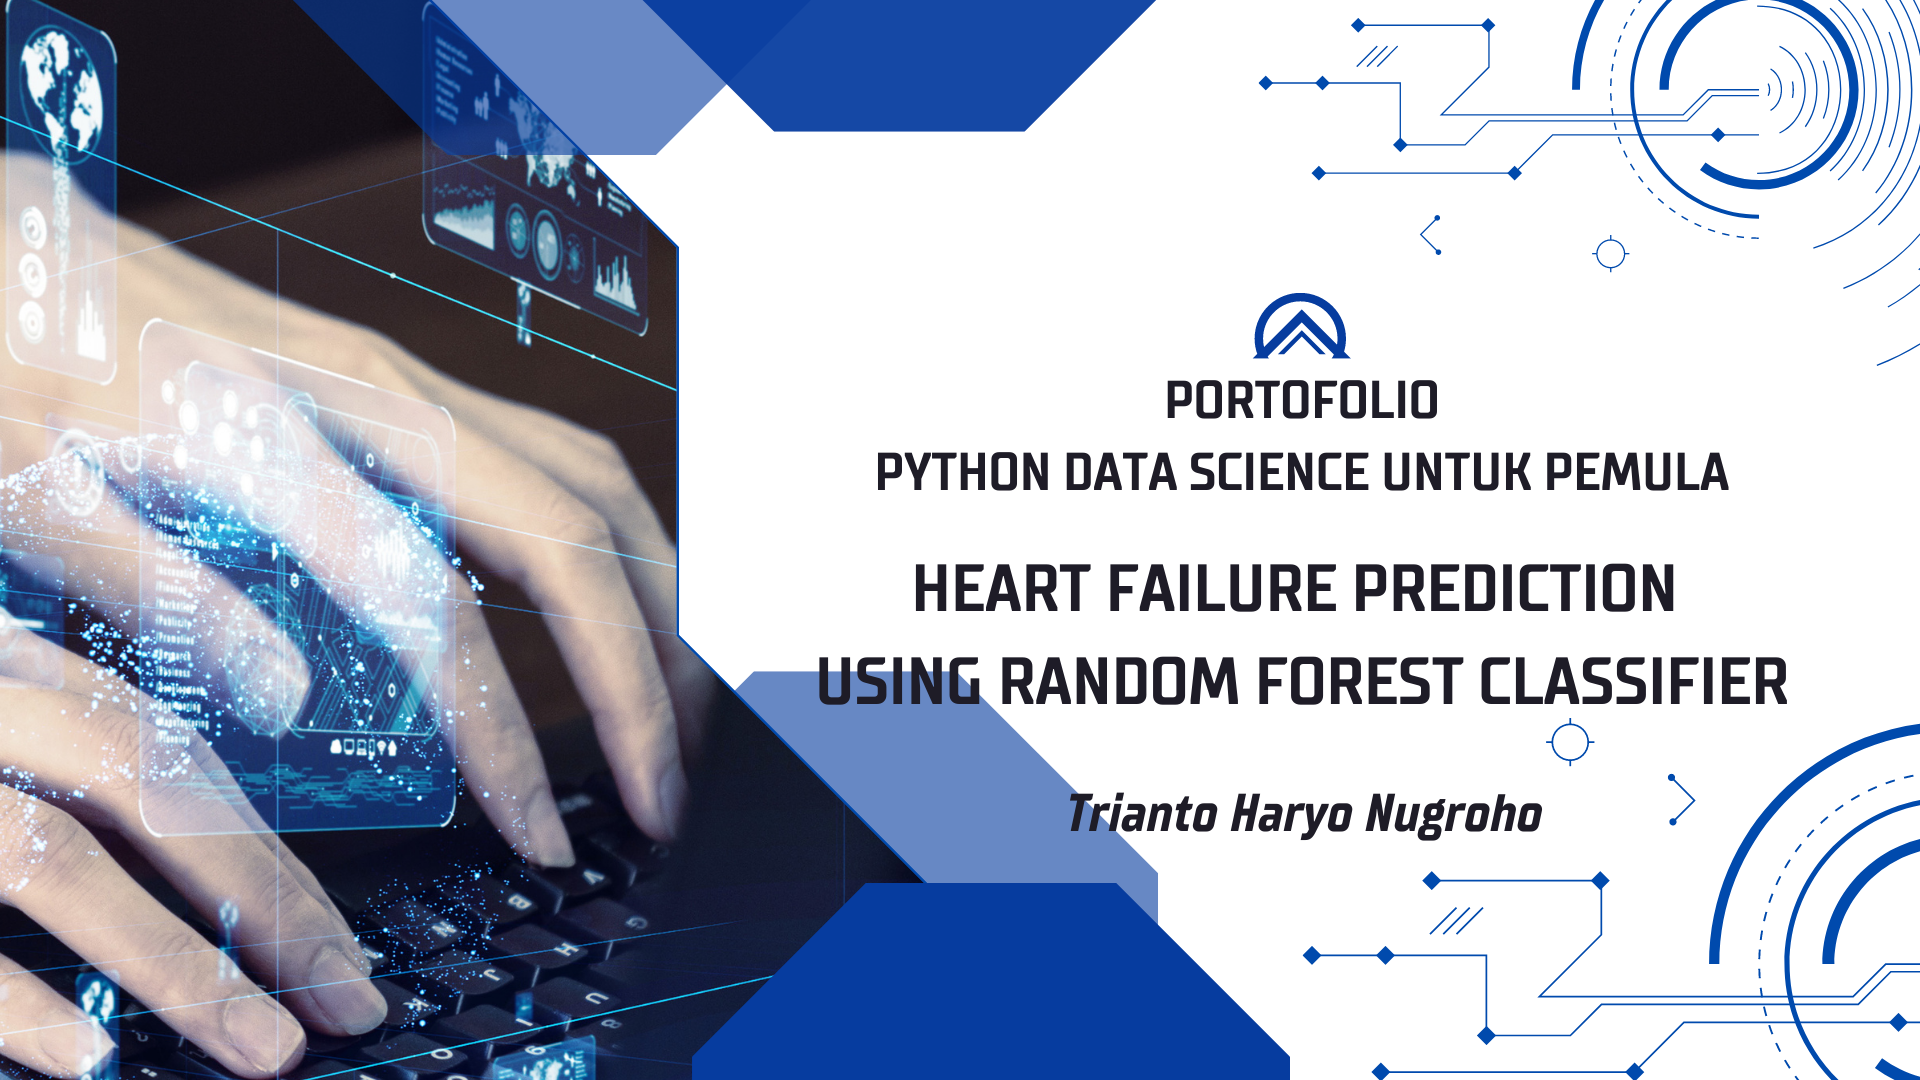 PORTOFOLIO
PYTHON DATA SCIENCE UNTUK PEMULA
HEART FAILURE PREDICTION
USING RANDOM FOREST CLASSIFIER
Trianto Haryo Nugroho